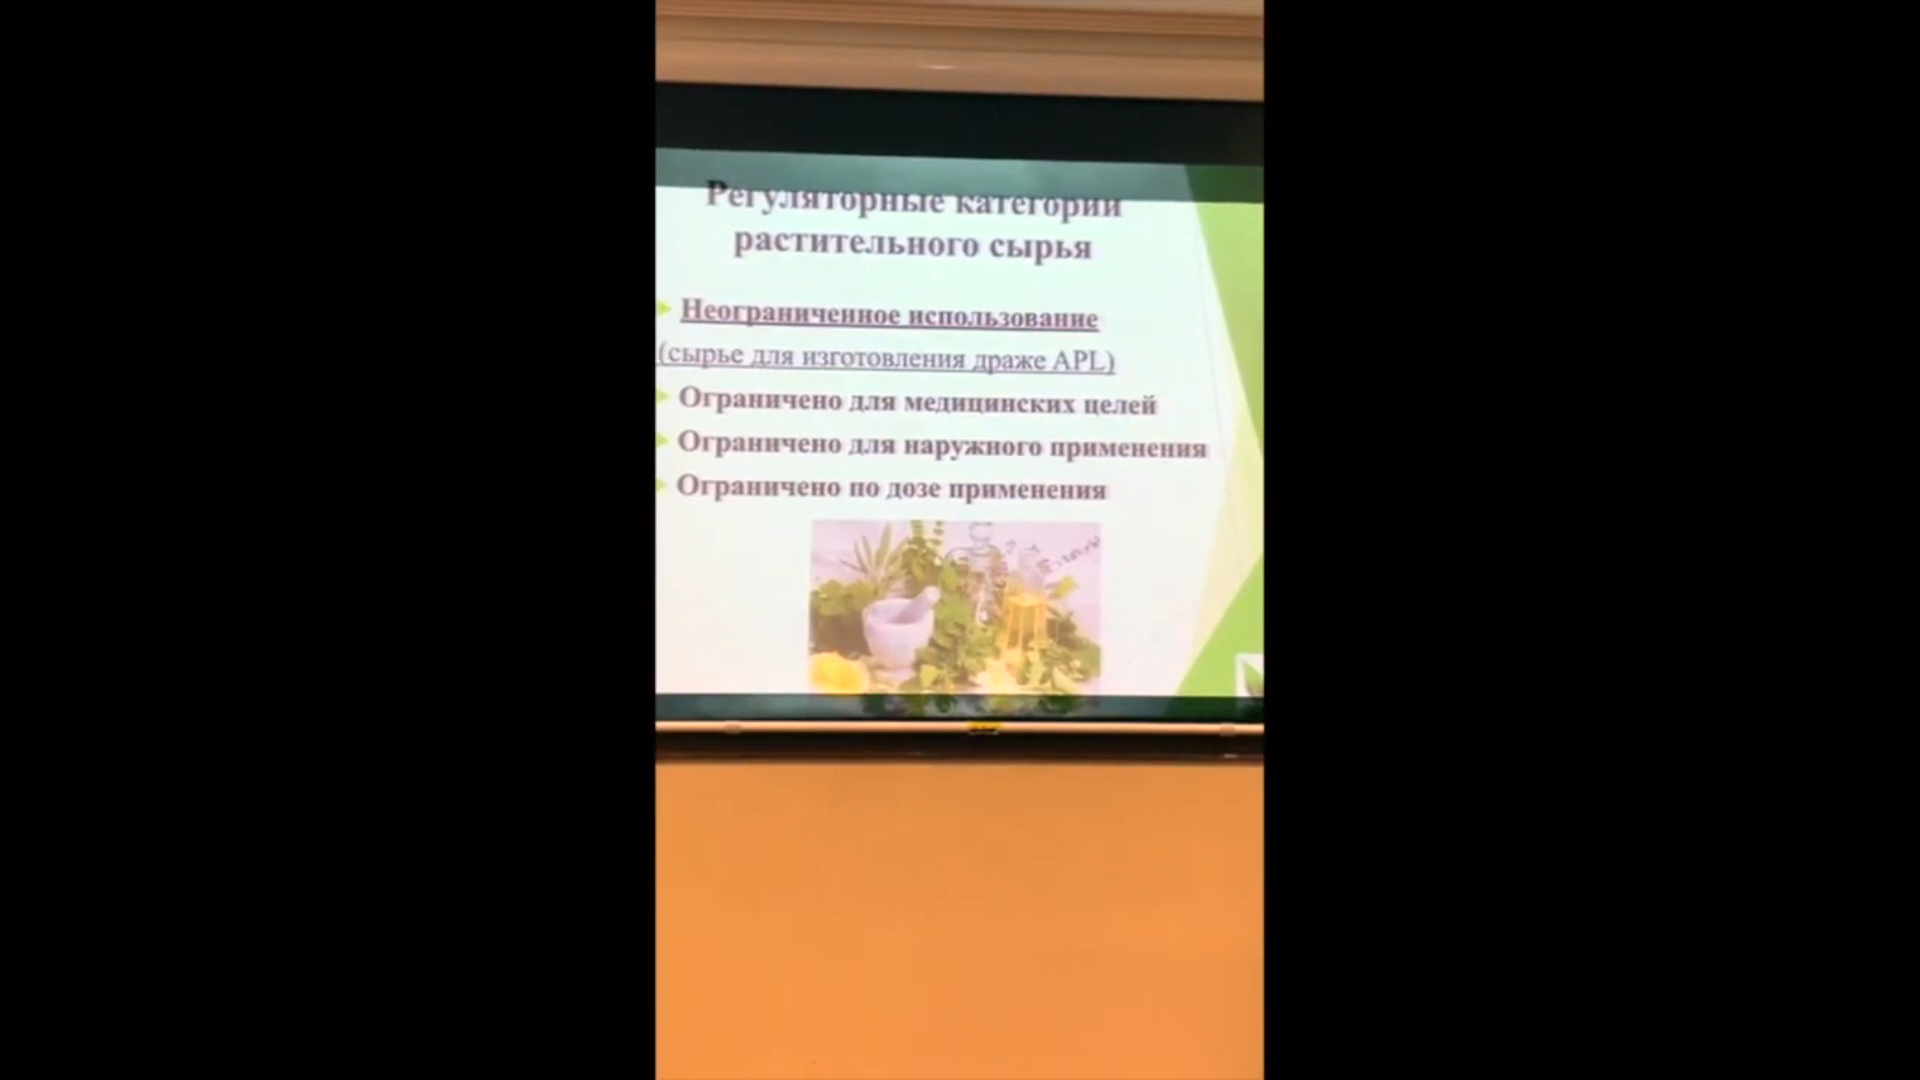 Регуляторные категории
растительного сырья
Неограниченное использование
(сырье для изготовления драже APL)
Ограничено для медицинских целей
Ограничено для наружного применения
Ограничено по дозе применения